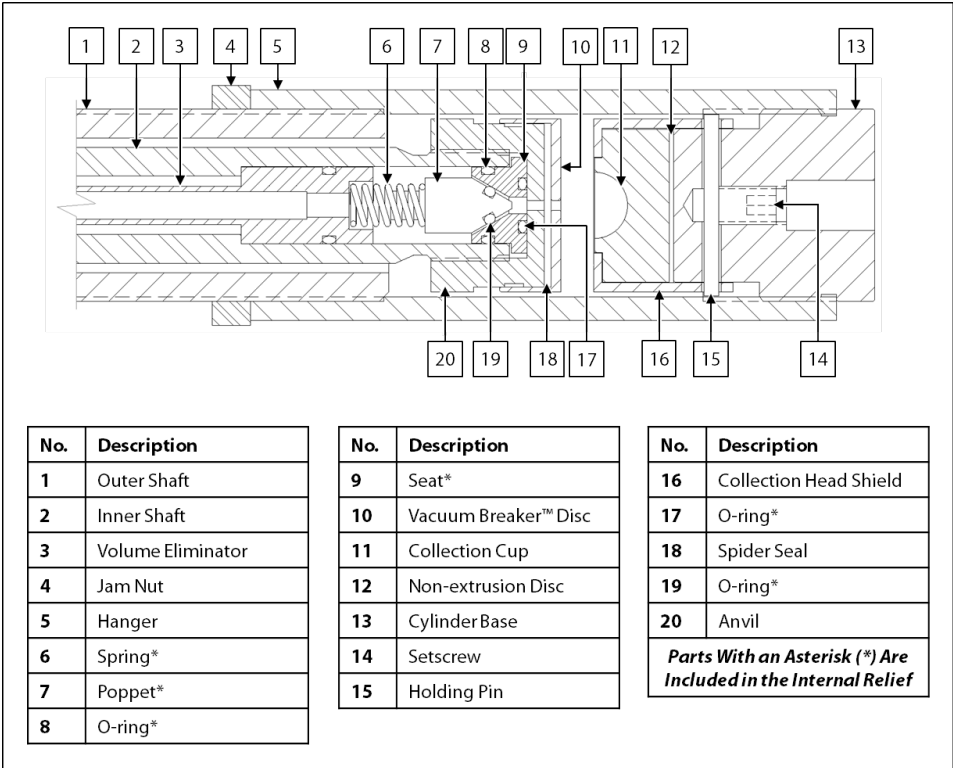 1 2 3 4 5 6 7 8 9 10 11 12 13
20 19 18 17 16 15 14
No. Description
1 Outer Shaft
2 Inner Shaft
3 Volume Eliminator
4 Jam Nut
5 Hanger
6 Spring*
7 Poppet*
8 O-ring*
No. Description
9 Seat*
10 Vacuum Breaker™ Disc
11 Collection Cup
12 Non-extrusion Disc
13 Cylinder Base
14 Setscrew
15 Holding Pin
No. Description
16 Collection Head Shield
17 O-ring*
18 Spider Seal
19 O-ring*
20 Anvil
Parts With an Asterisk (*) Are
Included in the Internal Relief